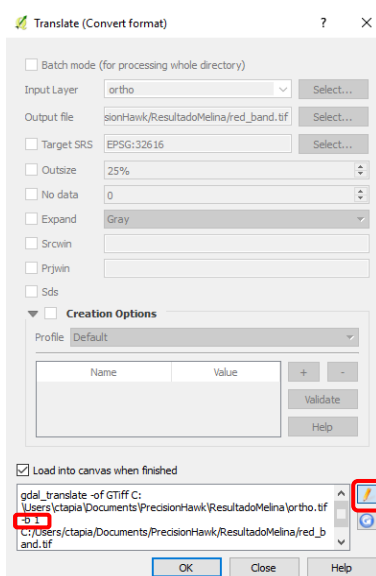 Translate (Convert format) ? ×
Batch mode (for processing whole directory)
Input Layer ortho Select...
Output file sionHawk/ResultadoMelina/red_band.tif Select...
Target SRS EPSG:32616 Select...
Outsize 25%
No data 0
Expand Gray
Srcwin
Prjwin
Sds
Creation Options
Profile Default
Name Value + -
Validate
Help
Load into canvas when finished
gdal_translate -of GTiff C:
\Users\ctapia\Documents\PrecisionHawk\ResultadoMelina\ortho.tif
-b 1
C:/Users/ctapia/Documents/PrecisionHawk/ResultadoMelina/red_b
and.tif
OK Close Help